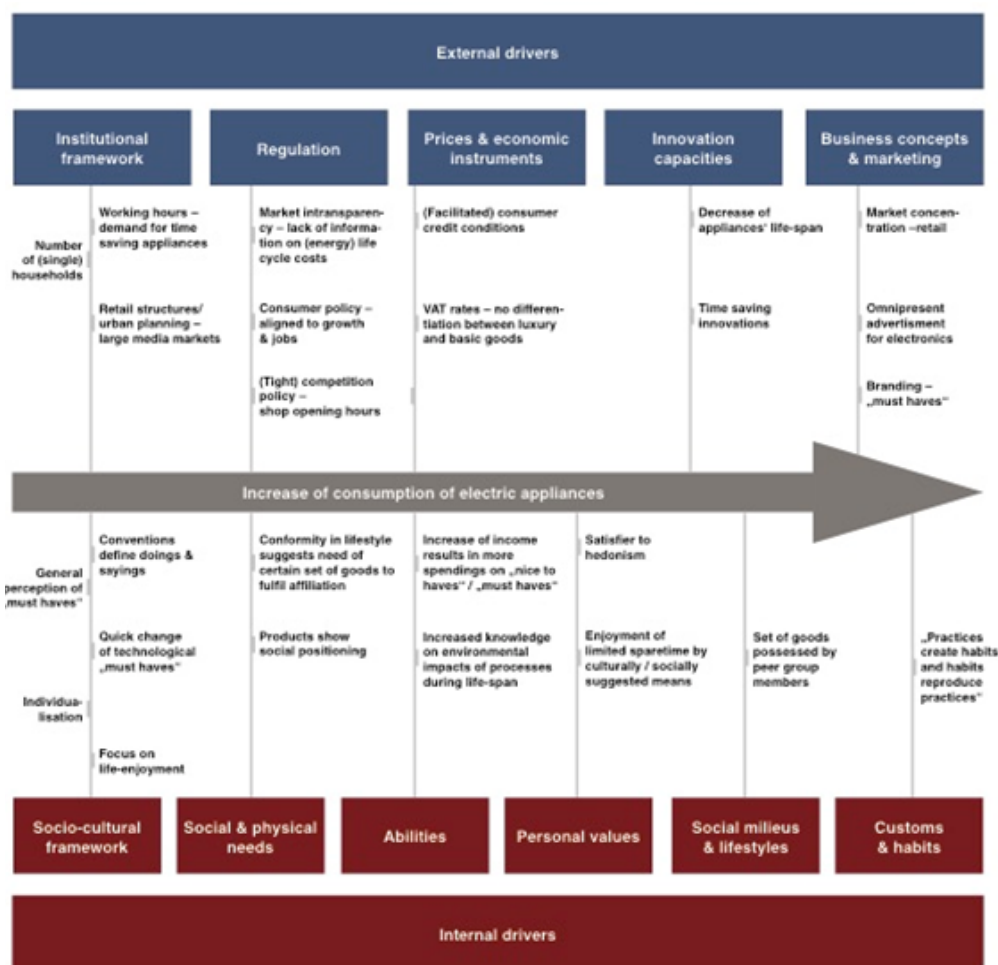 External drivers
Institutional
framework
Regulation
Prices & economic
instruments
Innovation
capacities
Business concepts
& marketing
Number
of (single)
households
Working hours –
demand for time
saving appliances
Retail structures/
urban planning –
large media markets
Market intransparen-
cy – lack of informa-
tion on (energy) life
cycle costs
Consumer policy –
aligned to growth
& jobs
(Tight) competition
policy –
shop opening hours
(Facilitated) consumer
credit conditions
VAT rates – no differen-
tiation between luxury
and basic goods
Decrease of
appliances' life-span
Time saving
innovations
Market concen-
tration –retail
Omnipresent
advertisment
for electronics
Branding –
„must haves“
Increase of consumption of electric appliances
General
perception of
„must haves“
Individua-
lisation
Conventions
define doings &
sayings
Quick change
of technological
„must haves“
Focus on
life-enjoyment
Conformity in lifestyle
suggests need of
certain set of goods to
fulfil affiliation
Products show
social positioning
Increase of income
results in more
spendings on „nice to
haves“ / „must haves“
Increased knowledge
on environmental
impacts of processes
during life-span
Satisfier to
hedonism
Enjoyment of
limited sparetime by
culturally / socially
suggested means
Set of goods
possessed by
peer group
members
„Practices
create habits
and habits
reproduce
practices“
Socio-cultural
framework
Social & physical
needs
Abilities
Personal values
Social milieus
& lifestyles
Customs
& habits
Internal drivers